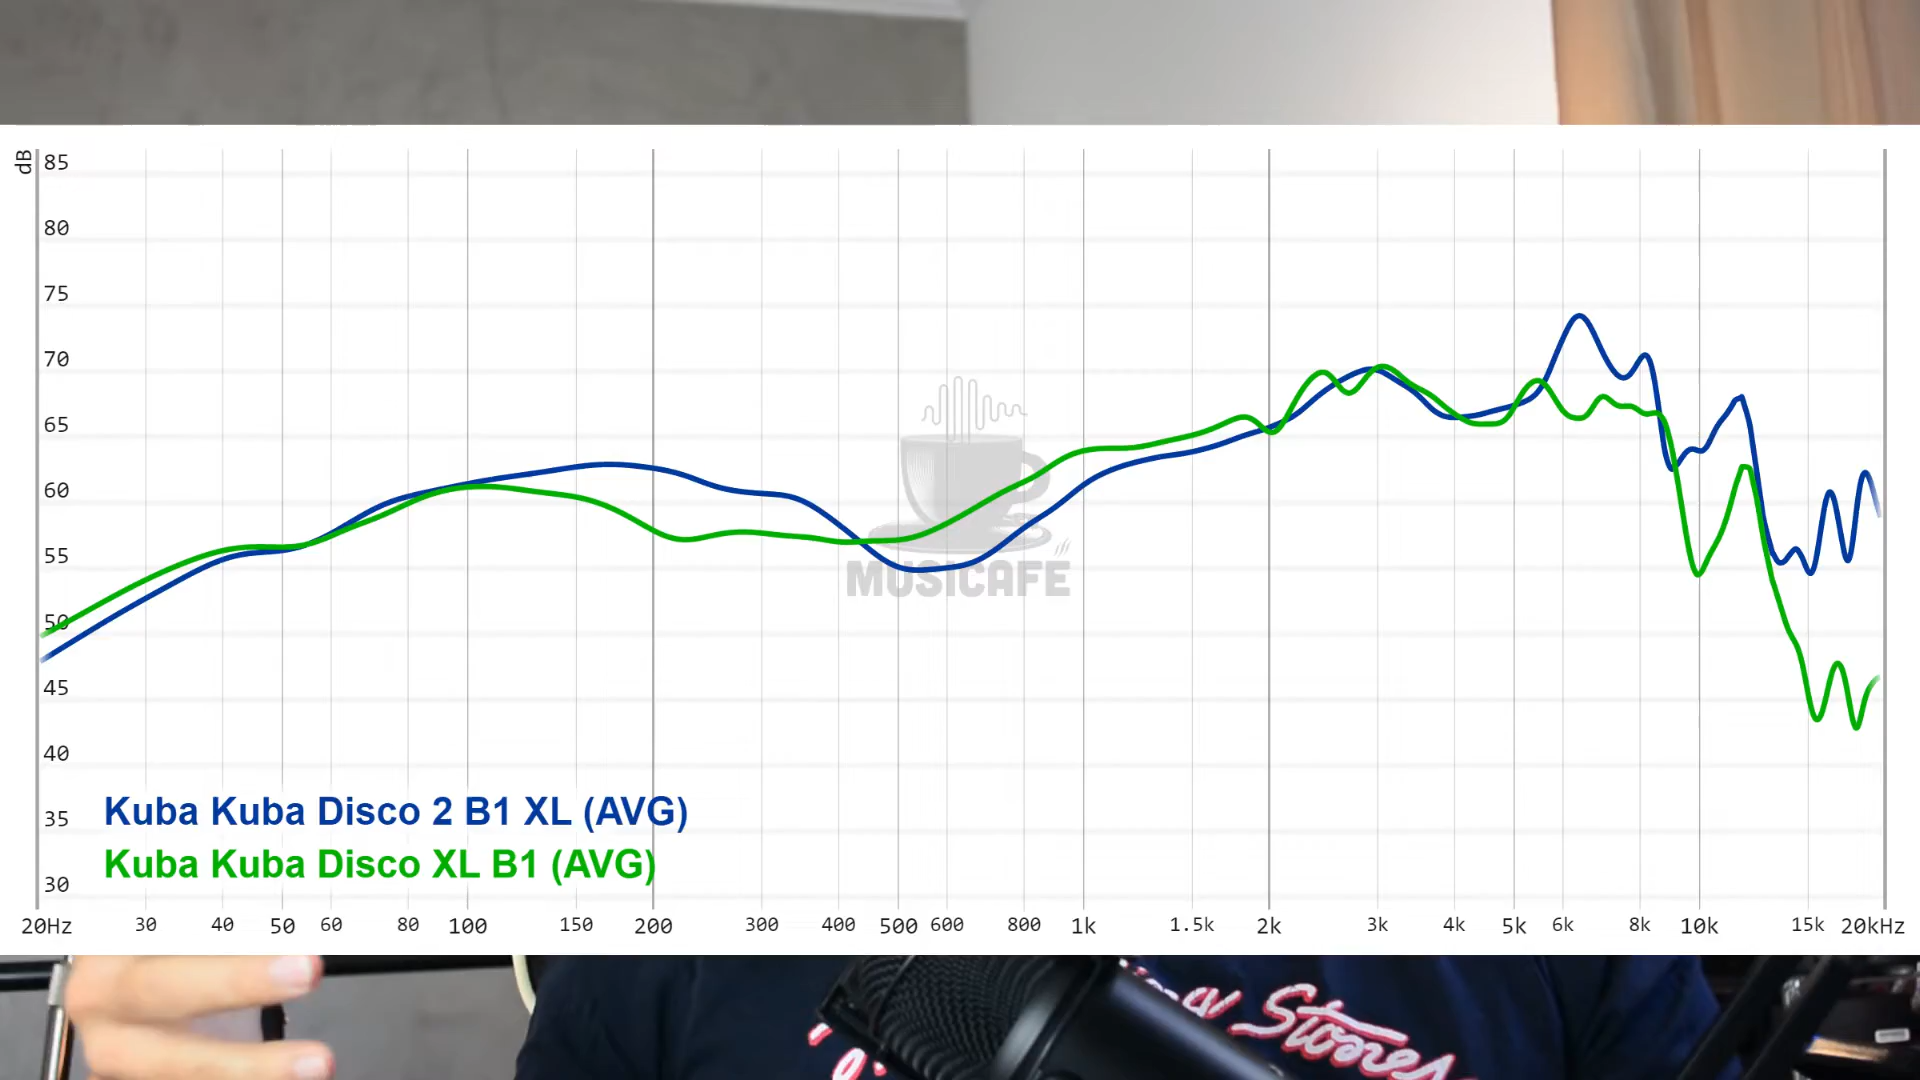 dB
85
80
75
70
65
60
55
50
45
40
35
30
MUSICAFE
Kuba Kuba Disco 2 B1 XL (AVG)
Kuba Kuba Disco XL B1 (AVG)
20Hz 30 40 50 60 80 100 150 200 300 400 500 600 800 1k 1.5k 2k 3k 4k 5k 6k 8k 10k 15k 20kHz
Stones